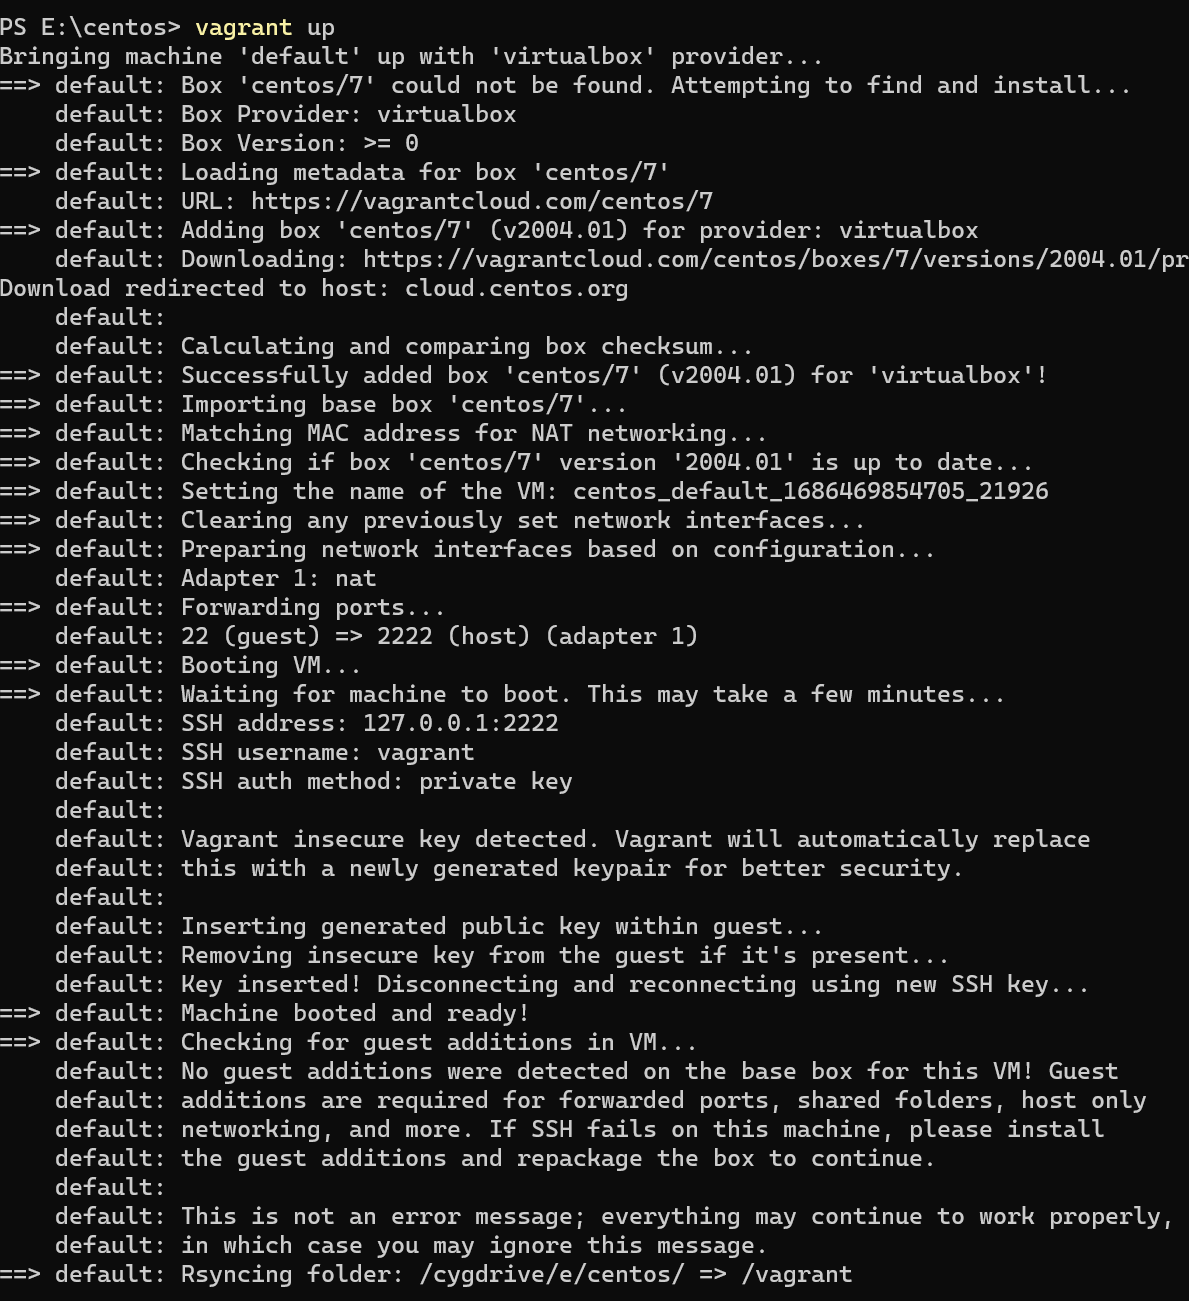 PS E:\centos> vagrant up
Bringing machine 'default' up with 'virtualbox' provider...
==> default: Box 'centos/7' could not be found. Attempting to find and install...
    default: Box Provider: virtualbox
    default: Box Version: >= 0
==> default: Loading metadata for box 'centos/7'
    default: URL: https://vagrantcloud.com/centos/7
==> default: Adding box 'centos/7' (v2004.01) for provider: virtualbox
    default: Downloading: https://vagrantcloud.com/centos/boxes/7/versions/2004.01/pr
Download redirected to host: cloud.centos.org
    default:
    default: Calculating and comparing box checksum...
==> default: Successfully added box 'centos/7' (v2004.01) for 'virtualbox'!
==> default: Importing base box 'centos/7'...
==> default: Matching MAC address for NAT networking...
==> default: Checking if box 'centos/7' version '2004.01' is up to date...
==> default: Setting the name of the VM: centos_default_1686469854705_21926
==> default: Clearing any previously set network interfaces...
==> default: Preparing network interfaces based on configuration...
    default: Adapter 1: nat
==> default: Forwarding ports...
    default: 22 (guest) => 2222 (host) (adapter 1)
==> default: Booting VM...
==> default: Waiting for machine to boot. This may take a few minutes...
    default: SSH address: 127.0.0.1:2222
    default: SSH username: vagrant
    default: SSH auth method: private key
    default:
    default: Vagrant insecure key detected. Vagrant will automatically replace
    default: this with a newly generated keypair for better security.
    default:
    default: Inserting generated public key within guest...
    default: Removing insecure key from the guest if it's present...
    default: Key inserted! Disconnecting and reconnecting using new SSH key...
==> default: Machine booted and ready!
==> default: Checking for guest additions in VM...
    default: No guest additions were detected on the base box for this VM! Guest
    default: additions are required for forwarded ports, shared folders, host only
    default: networking, and more. If SSH fails on this machine, please install
    default: the guest additions and repackage the box to continue.
    default:
    default: This is not an error message; everything may continue to work properly,
    default: in which case you may ignore this message.
==> default: Rsyncing folder: /cygdrive/e/centos/ => /vagrant